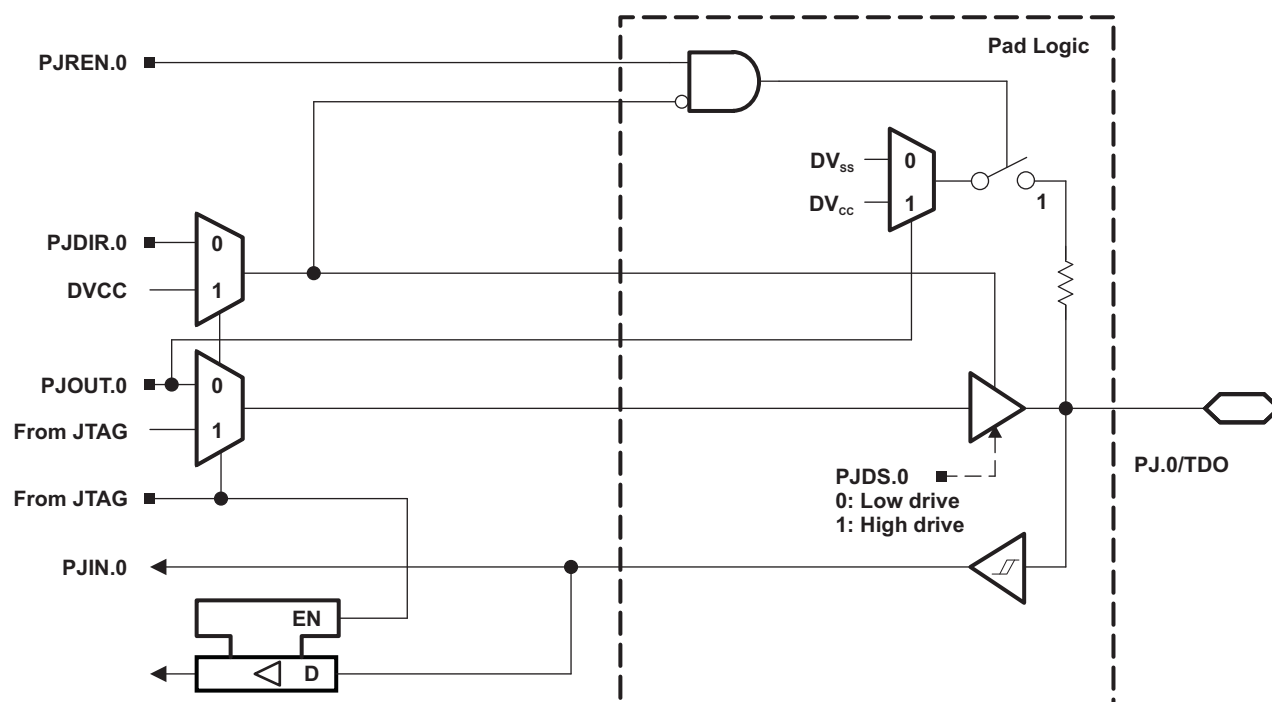 Pad Logic
PJREN.0
DVSS
0
DVCC
1
1
PJDIR.0
0
DVCC
1
PJOUT.0
0
From JTAG
1
PJ.0/TDO
PJDS.0
0: Low drive
1: High drive
From JTAG
PJIN.0
EN
D